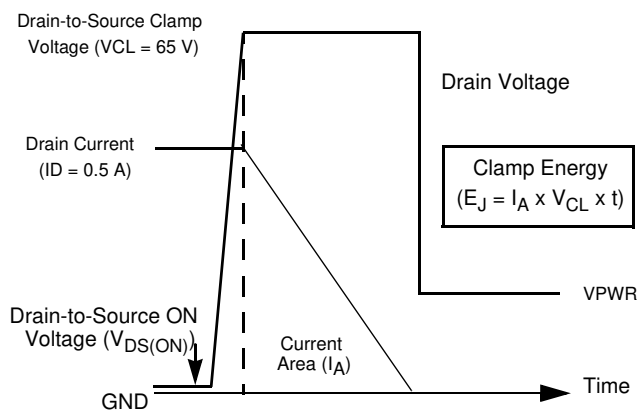 Drain-to-Source Clamp
Voltage (VCL = 65 V)
Drain Voltage
Drain Current
(ID = 0.5 A)
Clamp Energy
(EJ = IA x VCL x t)
VPWR
Drain-to-Source ON
Voltage (VDS(ON))
Current
Area (IA)
Time
GND